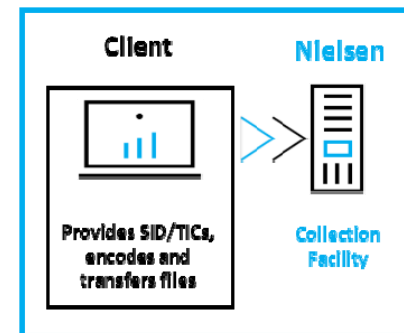 Client
Nielsen
Provides SID/TICs,
encodes and
transfers files
Collection
Facility